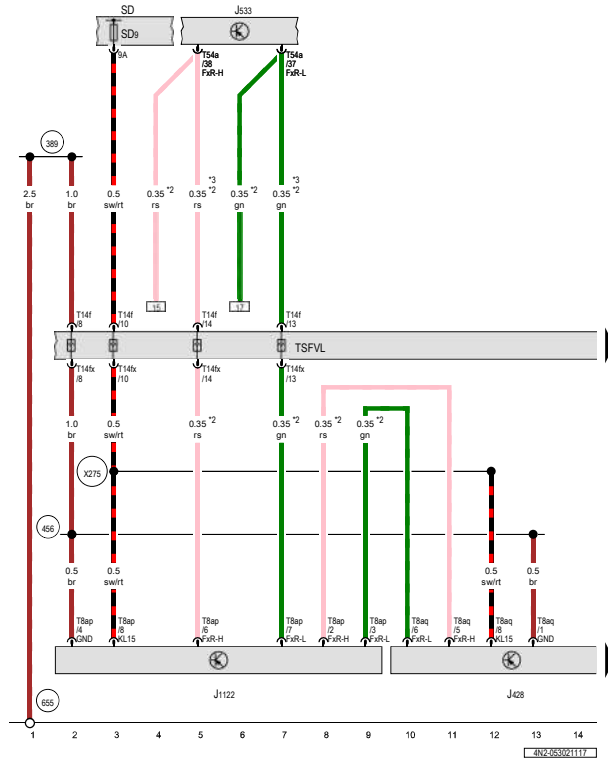 SD
J533
SD9
9A
T54a
/38
FxR-H
T54a
/37
FxR-L
389
2.5
br
1.0
br
0.5
sw/rt
0.35 *2
rs
*3
0.35 *2
rs
0.35 *2
gn
*3
0.35 *2
gn
15
17
T14f
/8
T14f
/10
T14f
/14
T14f
/13
TSFVL
T14fx
/8
T14fx
/10
T14fx
/14
T14fx
/13
1.0
br
0.5
sw/rt
0.35 *2
rs
0.35 *2
gn
0.35 *2
rs
0.35 *2
gn
X275
456
0.5
br
0.5
sw/rt
0.5
sw/rt
0.5
br
T8ap
/4
GND
T8ap
/8
KL15
T8ap
/6
FxR-H
T8ap
/7
FxR-L
T8ap
/2
FxR-H
T8ap
/3
FxR-L
T8aq
/6
FxR-L
T8aq
/5
FxR-H
T8aq
/8
KL15
T8aq
/1
GND
J1122
J428
655
1 2 3 4 5 6 7 8 9 10 11 12 13 14
4N2-053021117